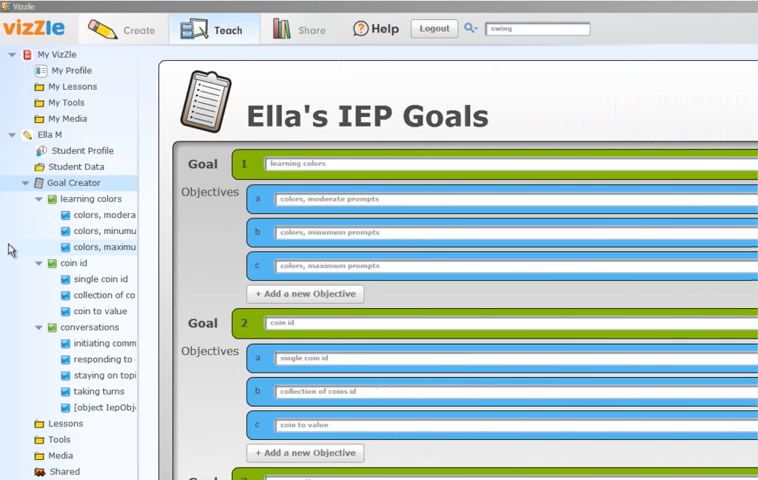 Vizzle
vizZle
Create
Teach
Share
Help
Logout
swing
My VizZle
My Profile
My Lessons
My Tools
My Media
Ella M
Student Profile
Student Data
Goal Creator
learning colors
colors, modera
colors, minumu
colors, maximu
coin id
single coin id
collection of co
coin to value
conversations
initiating comm
responding to
staying on topi
taking turns
[object IepObj
Lessons
Tools
Media
Shared
Ella's IEP Goals
Goal 1 learning colors
Objectives
a colors, moderate prompts
b colors, minumem prompts
c colors, maximum prompts
+ Add a new Objective
Goal 2 coin id
Objectives
a single coin id
b collection of coins id
c coin to value
+ Add a new Objective